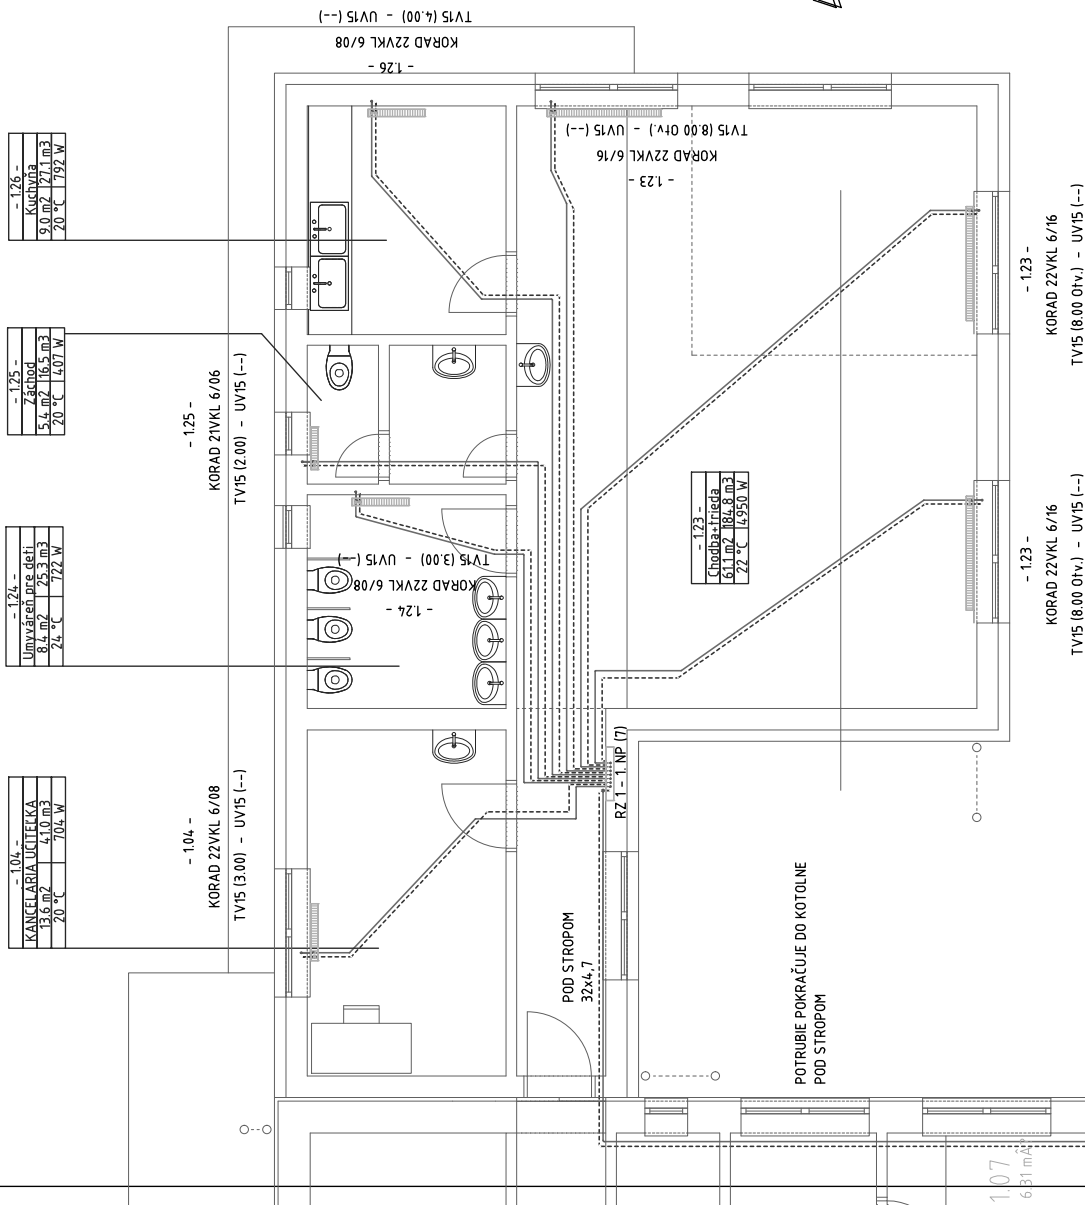 TV15 (4.00) - UV15 (--)
KORAD 22VKL 6/08
- 1.26 -
- 1.26 -
Kuchyňa
9.0 m2 27.1 m3
20 °C 792 W
TV15 (8.00 Otv.) - UV15 (--)
KORAD 22VKL 6/16
- 1.23 -
- 1.23 -
KORAD 22VKL 6/16
TV15 (8.00 Otv.) - UV15 (--)
- 1.25 -
Záchod
5.4 m2 16.5 m3
20 °C 407 W
- 1.25 -
KORAD 21VKL 6/06
TV15 (2.00) - UV15 (--)
- 1.24 -
Umyváreň pre deti
8.4 m2 25.3 m3
24 °C 722 W
TV15 (3.00) - UV15 (--)
KORAD 22VKL 6/08
- 1.24 -
- 1.23 -
Chodba+trieda
61.1 m2 184.8 m3
22 °C 4950 W
- 1.23 -
KORAD 22VKL 6/16
TV15 (8.00 Otv.) - UV15 (--)
- 1.04 -
KANCELÁRIA UČITEĽKA
13.6 m2 41.0 m3
20 °C 704 W
- 1.04 -
KORAD 22VKL 6/08
TV15 (3.00) - UV15 (--)
RZ 1 - 1. NP (7)
POD STROPOM
32x4,7
POTRUBIE POKRAČUJE DO KOTOLNE
POD STROPOM
1.07
6.31 mÂ²